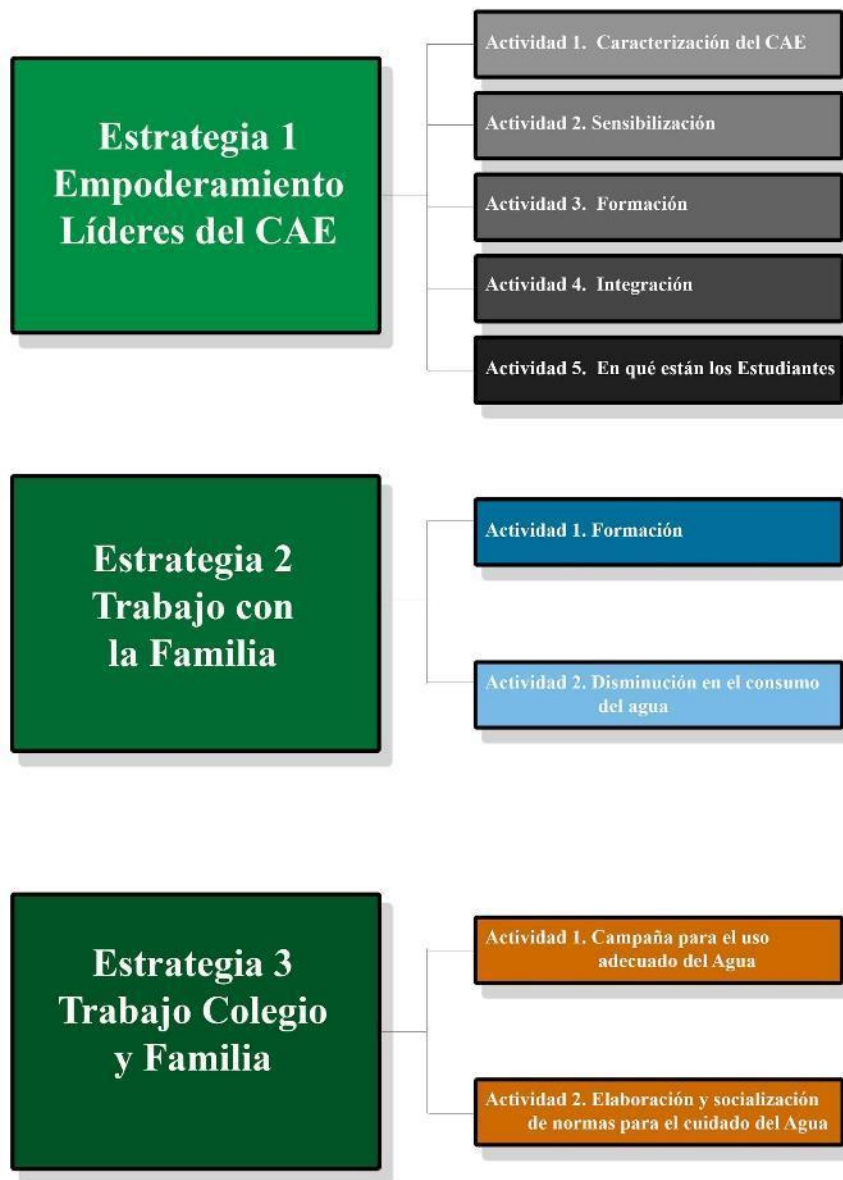 Estrategia 1
Empoderamiento
Líderes del CAE
Actividad 1. Caracterización del CAE
Actividad 2. Sensibilización
Actividad 3. Formación
Actividad 4. Integración
Actividad 5. En qué están los Estudiantes
Estrategia 2
Trabajo con
la Familia
Actividad 1. Formación
Actividad 2. Disminución en el consumo
del agua
Estrategia 3
Trabajo Colegio
y Familia
Actividad 1. Campaña para el uso
adecuado del Agua
Actividad 2. Elaboración y socialización
de normas para el cuidado del Agua